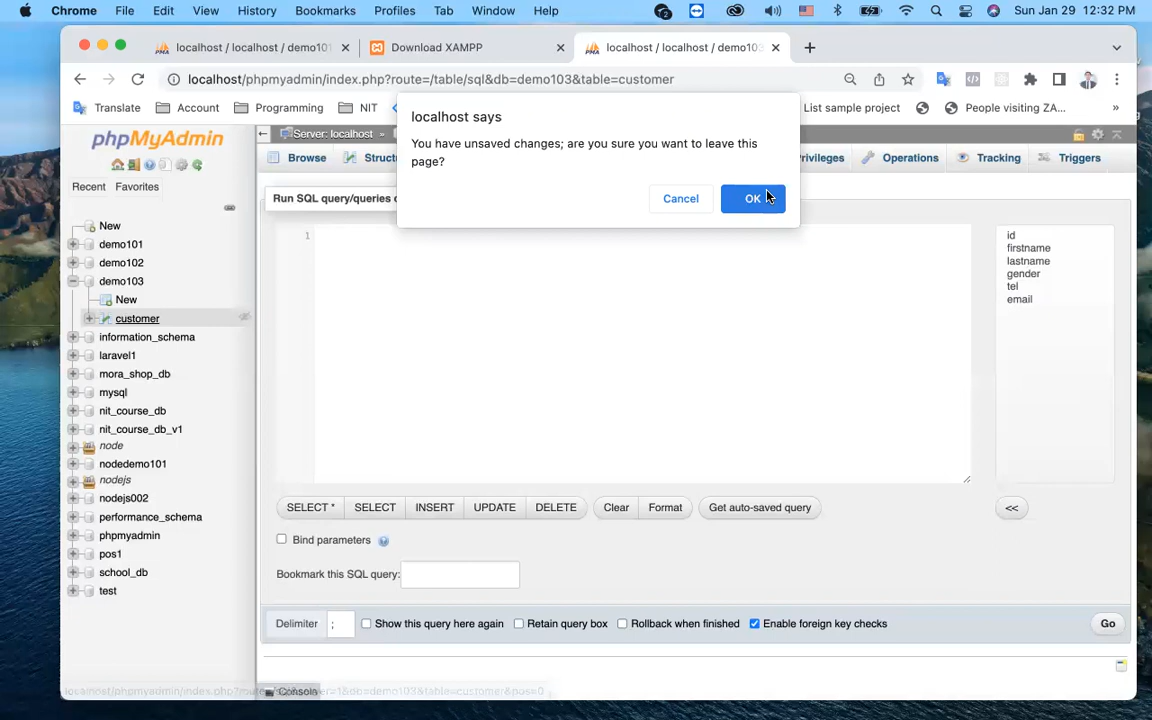 Chrome File Edit View History Bookmarks Profiles Tab Window Help 2 Sun Jan 29 12:32 PM
localhost / localhost / demo101 Download XAMPP localhost / localhost / demo103
localhost/phpmyadmin/index.php?route=/table/sql&db=demo103&table=customer
Translate Account Programming NIT List sample project People visiting ZA... »
localhost says
You have unsaved changes; are you sure you want to leave this
page?
Cancel OK
phpMyAdmin
Recent Favorites
New
demo101
demo102
demo103
New
customer
information_schema
laravel1
mora_shop_db
mysql
nit_course_db
nit_course_db_v1
node
nodedemo101
nodejs
nodejs002
performance_schema
phpmyadmin
pos1
school_db
test
Server: localhost »
Browse Struct Privileges Operations Tracking Triggers
Run SQL query/queries
1
id
firstname
lastname
gender
tel
email
SELECT * SELECT INSERT UPDATE DELETE Clear Format Get auto-saved query <<
Bind parameters
Bookmark this SQL query:
Delimiter ; Show this query here again Retain query box Rollback when finished Enable foreign key checks Go
Console